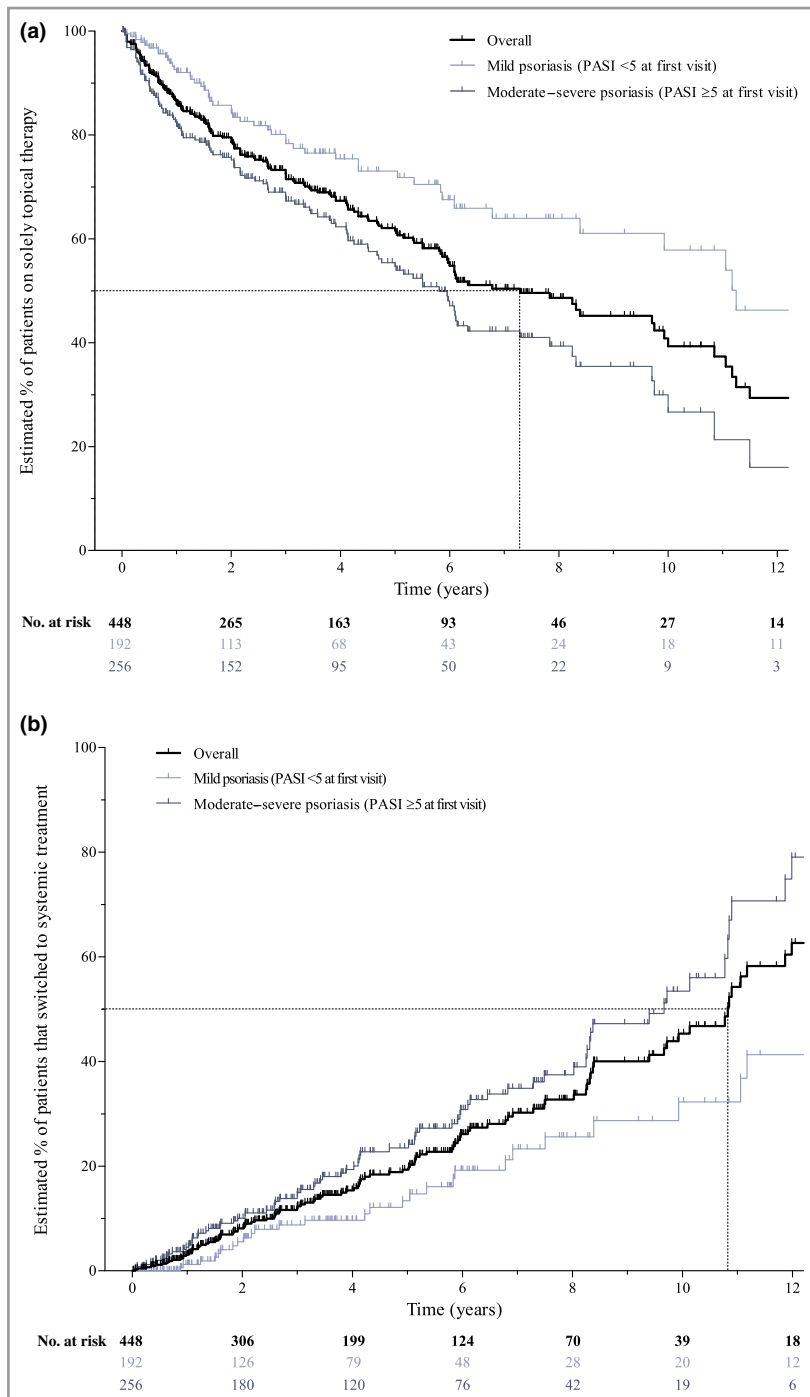 (a)
100
80
60
40
20
0
Estimated % of patients on solely topical therapy
Overall
Mild psoriasis (PASI <5 at first visit)
Moderate−severe psoriasis (PASI ≥5 at first visit)
0 2 4 6 8 10 12
Time (years)
No. at risk 448 265 163 93 46 27 14
192 113 68 43 24 18 11
256 152 95 50 22 9 3
(b)
100
80
60
40
20
0
Estimated % of patients that switched to systemic treatment
Overall
Mild psoriasis (PASI <5 at first visit)
Moderate−severe psoriasis (PASI ≥5 at first visit)
0 2 4 6 8 10 12
Time (years)
No. at risk 448 306 199 124 70 39 18
192 126 79 48 28 20 12
256 180 120 76 42 19 6